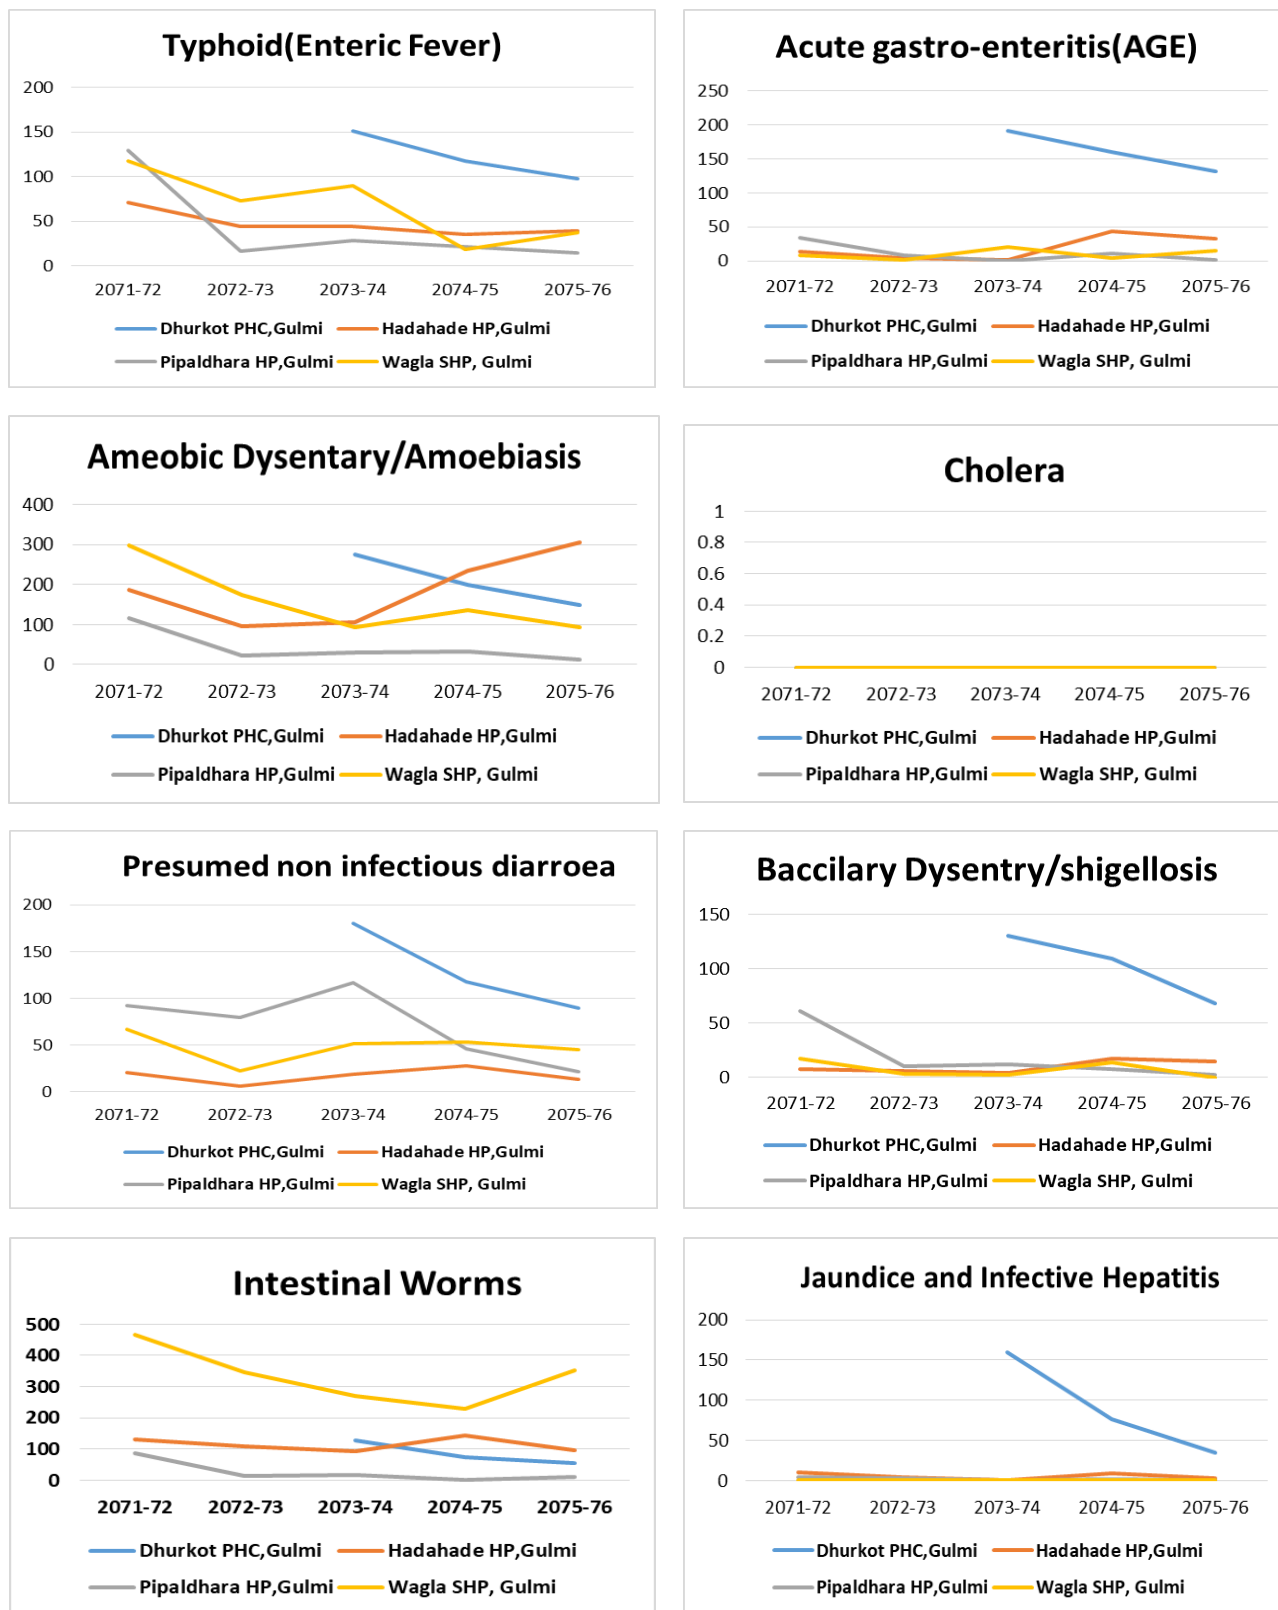 Typhoid(Enteric Fever)
200
150
100
50
0
2071-72 2072-73 2073-74 2074-75 2075-76
Dhurkot PHC,Gulmi Hadahade HP,Gulmi
Pipaldhara HP,Gulmi Wagla SHP, Gulmi
Acute gastro-enteritis(AGE)
250
200
150
100
50
0
2071-72 2072-73 2073-74 2074-75 2075-76
Dhurkot PHC,Gulmi Hadahade HP,Gulmi
Pipaldhara HP,Gulmi Wagla SHP, Gulmi
Ameobic Dysentary/Amoebiasis
400
300
200
100
0
2071-72 2072-73 2073-74 2074-75 2075-76
Dhurkot PHC,Gulmi Hadahade HP,Gulmi
Pipaldhara HP,Gulmi Wagla SHP, Gulmi
Cholera
1
0.8
0.6
0.4
0.2
0
2071-72 2072-73 2073-74 2074-75 2075-76
Dhurkot PHC,Gulmi Hadahade HP,Gulmi
Pipaldhara HP,Gulmi Wagla SHP, Gulmi
Presumed non infectious diarroea
200
150
100
50
0
2071-72 2072-73 2073-74 2074-75 2075-76
Dhurkot PHC,Gulmi Hadahade HP,Gulmi
Pipaldhara HP,Gulmi Wagla SHP, Gulmi
Baccilary Dysentry/shigellosis
150
100
50
0
2071-72 2072-73 2073-74 2074-75 2075-76
Dhurkot PHC,Gulmi Hadahade HP,Gulmi
Pipaldhara HP,Gulmi Wagla SHP, Gulmi
Intestinal Worms
500
400
300
200
100
0
2071-72 2072-73 2073-74 2074-75 2075-76
Dhurkot PHC,Gulmi Hadahade HP,Gulmi
Pipaldhara HP,Gulmi Wagla SHP, Gulmi
Jaundice and Infective Hepatitis
200
150
100
50
0
2071-72 2072-73 2073-74 2074-75 2075-76
Dhurkot PHC,Gulmi Hadahade HP,Gulmi
Pipaldhara HP,Gulmi Wagla SHP, Gulmi